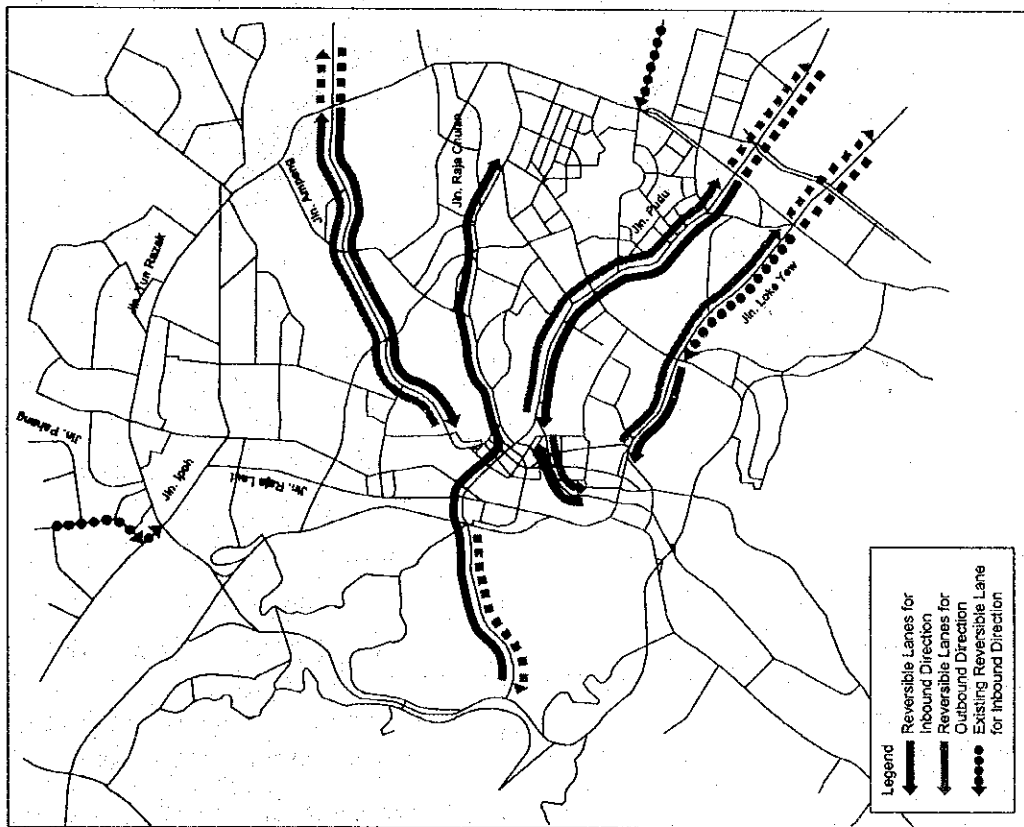 Jln. Ampang
Jln. Raja Chulan
Jln. Tun Razak
Jln. Pahang
Jln. Ipoh
Jln. Raja Laut
Jln. Pudu
Jln. Loke Yew
Legend
Reversible Lanes for
Inbound Direction
Reversible Lanes for
Outbound Direction
Existing Reversible Lane
for Inbound Direction